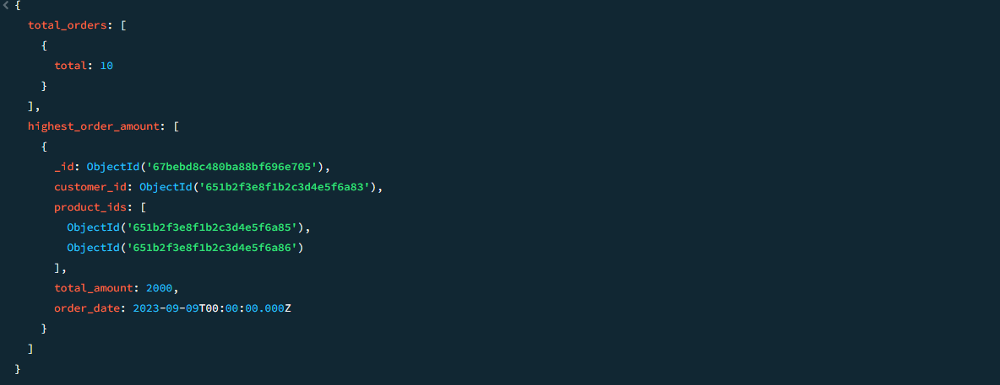 {
total_orders: [
{
total: 10
}
],
highest_order_amount: [
{
_id: ObjectId('67bebd8c480ba88bf696e705'),
customer_id: ObjectId('651b2f3e8f1b2c3d4e5f6a83'),
product_ids: [
ObjectId('651b2f3e8f1b2c3d4e5f6a85'),
ObjectId('651b2f3e8f1b2c3d4e5f6a86')
],
total_amount: 2000,
order_date: 2023-09-09T00:00:00.000Z
}
]
}